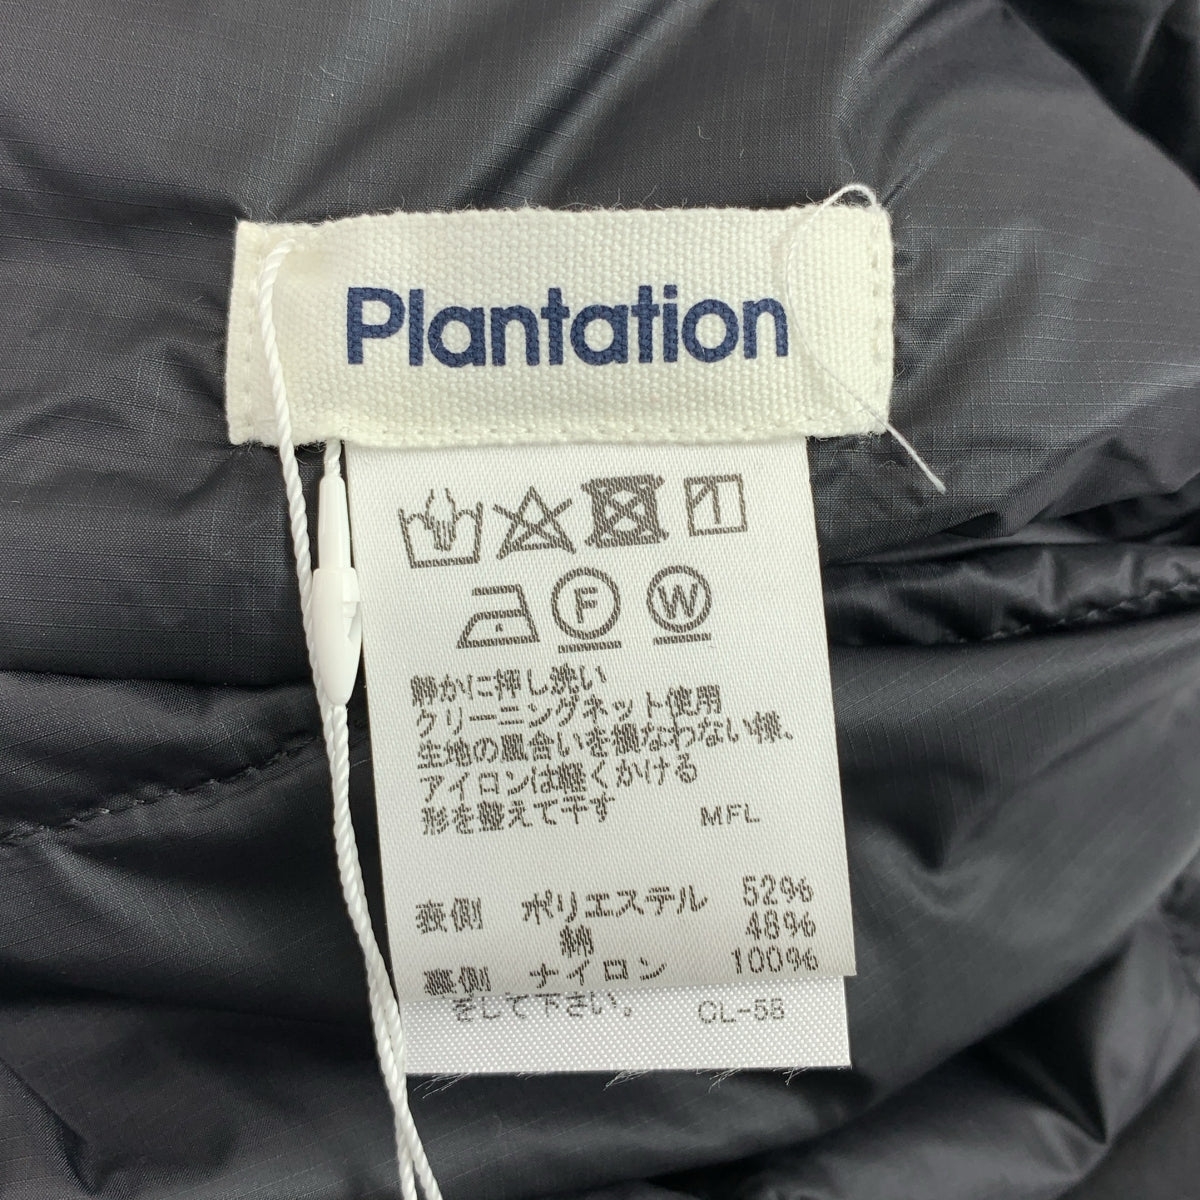 Plantation
F W
静かに押し洗い
クリーニングネット使用
生地の風合いを損なわない様、
アイロンは軽くかける
形を整えて干す MFL
表側 ポリエステル 52%
綿 48%
裏側 ナイロン 100%
をして下さい。 CL-58